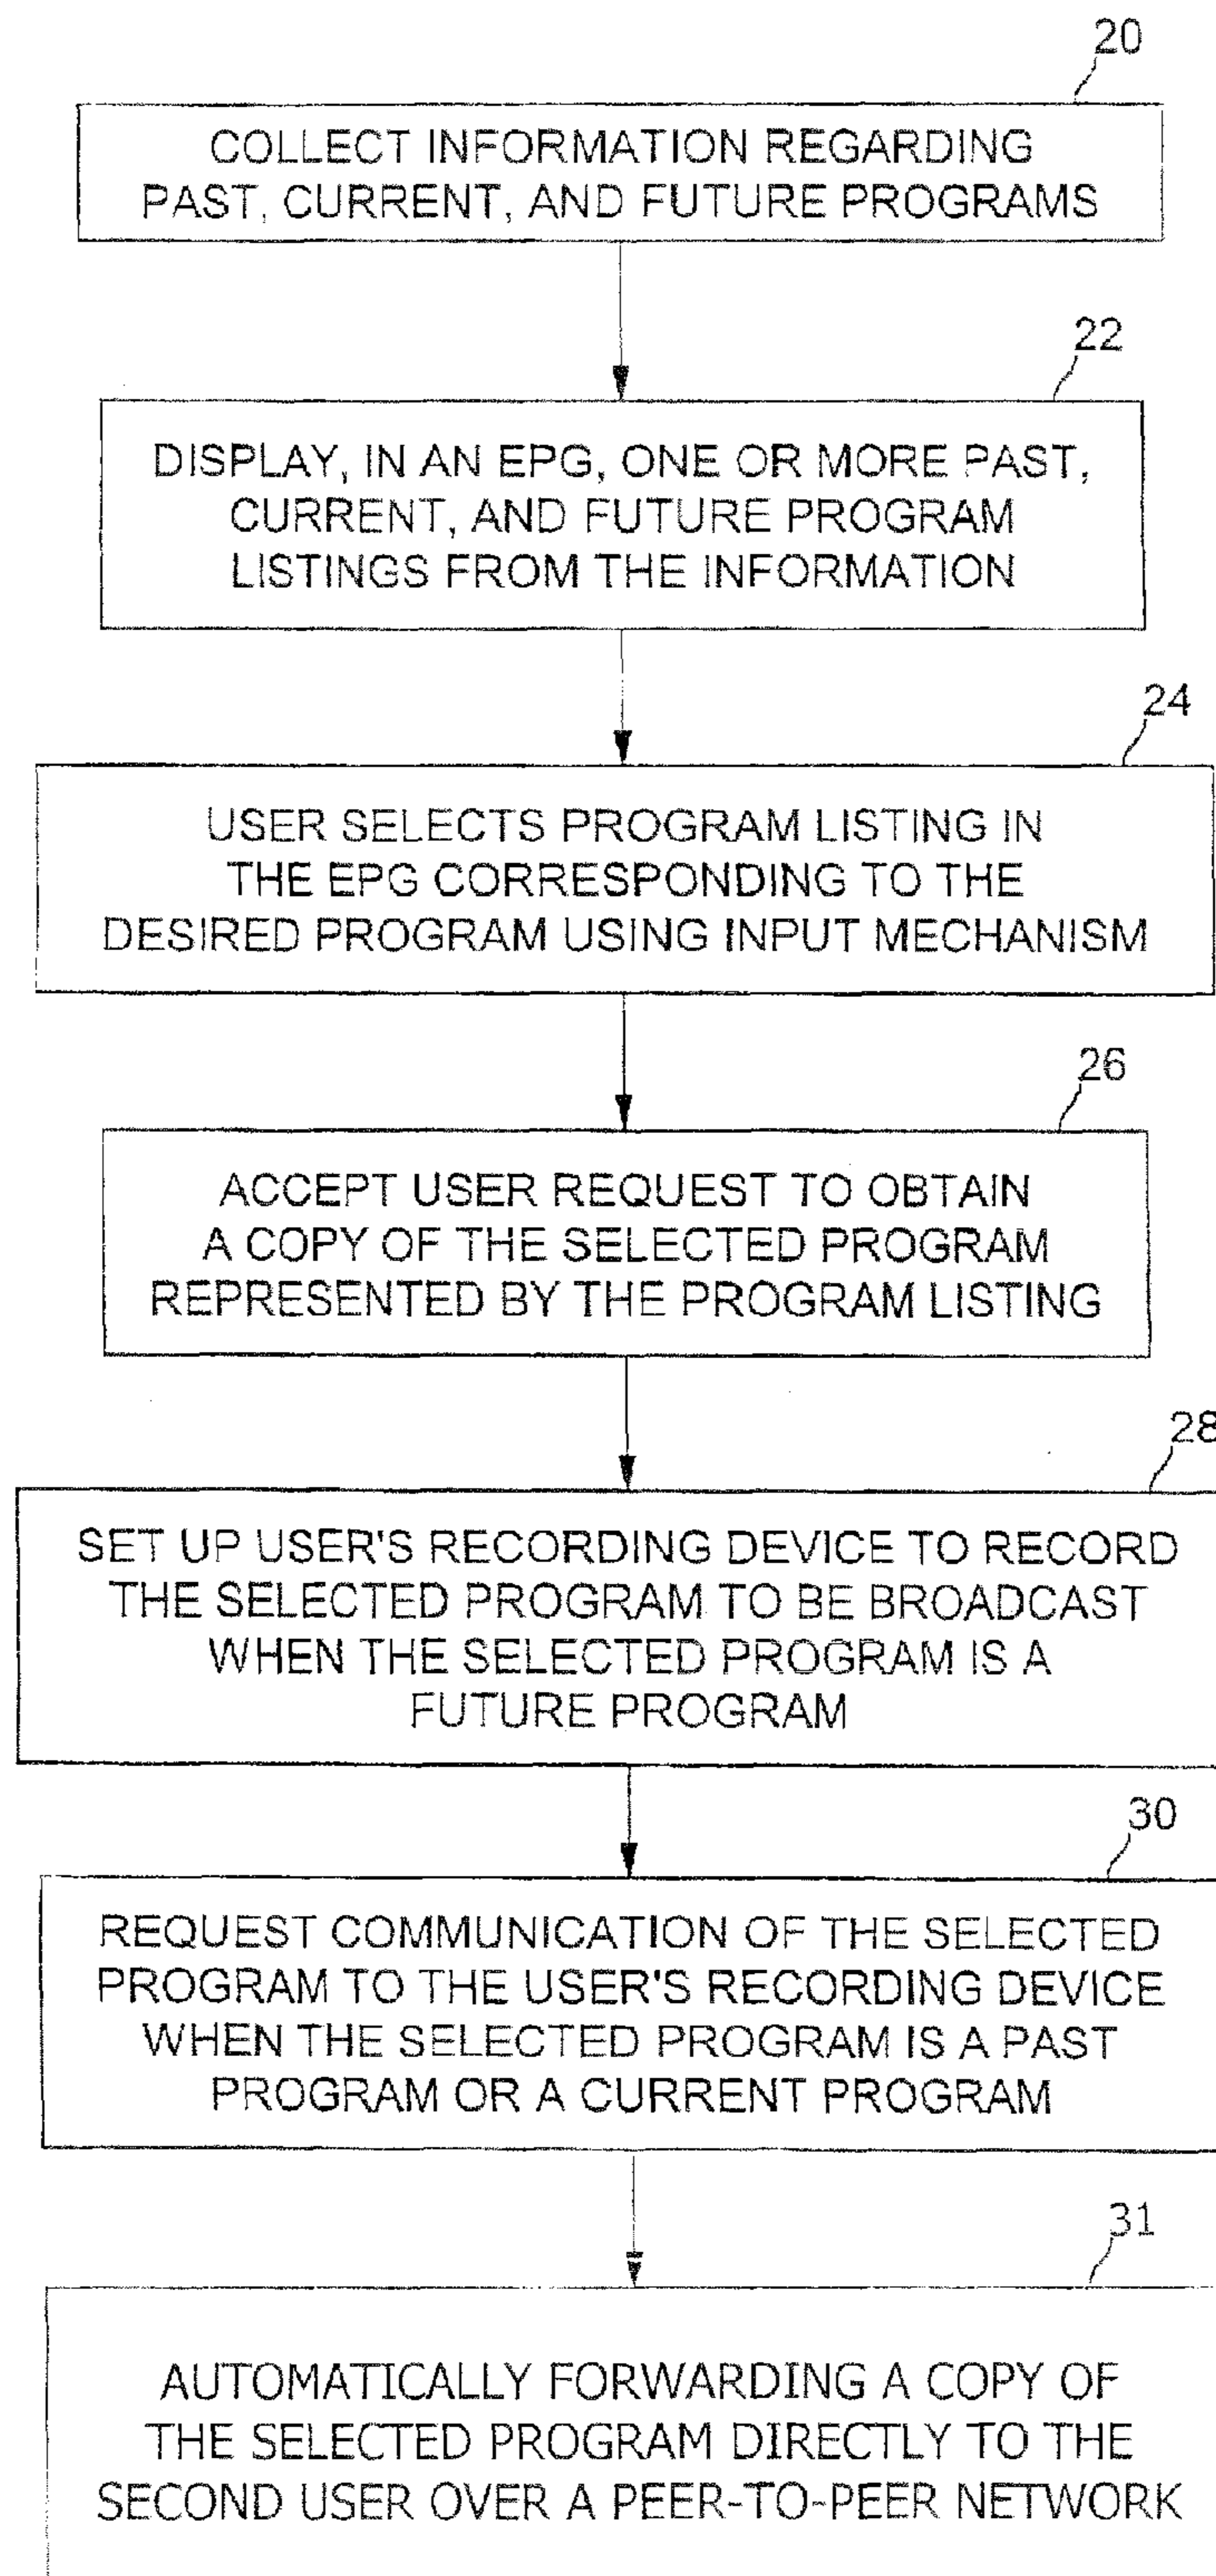 20
COLLECT INFORMATION REGARDING
PAST, CURRENT, AND FUTURE PROGRAMS
22
DISPLAY, IN AN EPG, ONE OR MORE PAST,
CURRENT, AND FUTURE PROGRAM
LISTINGS FROM THE INFORMATION
24
USER SELECTS PROGRAM LISTING IN
THE EPG CORRESPONDING TO THE
DESIRED PROGRAM USING INPUT MECHANISM
26
ACCEPT USER REQUEST TO OBTAIN
A COPY OF THE SELECTED PROGRAM
REPRESENTED BY THE PROGRAM LISTING
28
SET UP USER'S RECORDING DEVICE TO RECORD
THE SELECTED PROGRAM TO BE BROADCAST
WHEN THE SELECTED PROGRAM IS A
FUTURE PROGRAM
30
REQUEST COMMUNICATION OF THE SELECTED
PROGRAM TO THE USER'S RECORDING DEVICE
WHEN THE SELECTED PROGRAM IS A PAST
PROGRAM OR A CURRENT PROGRAM
31
AUTOMATICALLY FORWARDING A COPY OF
THE SELECTED PROGRAM DIRECTLY TO THE
SECOND USER OVER A PEER-TO-PEER NETWORK